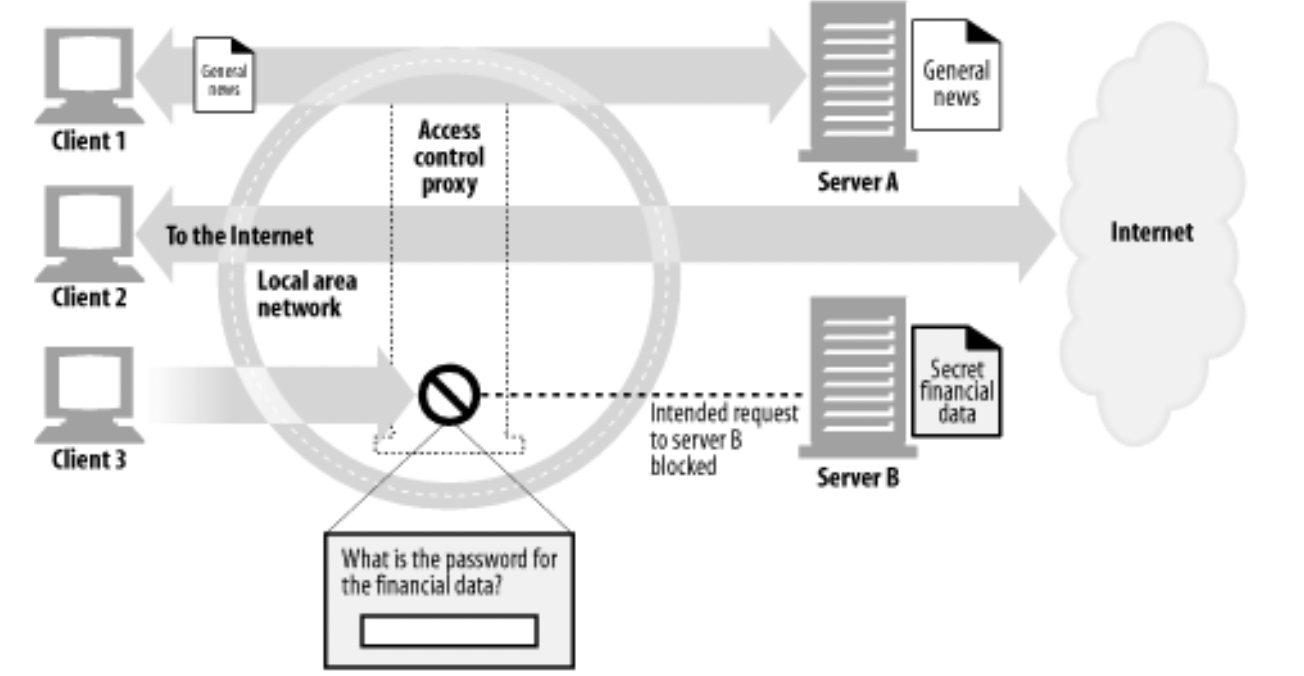 General
news
Client 1
Access
control
proxy
General
news
Server A
To the Internet
Client 2
Local area
network
Internet
Client 3
Intended request
to server B
blocked
Secret
financial
data
Server B
What is the password for
the financial data?